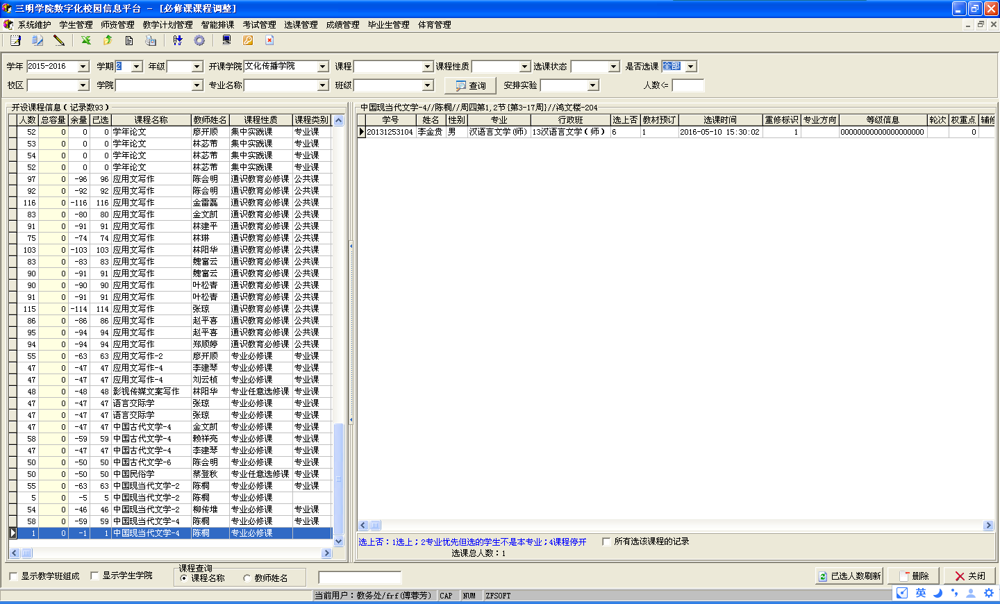 三明学院数字化校园信息平台 - [必修课课程调整]
系统维护 学生管理 师资管理 教学计划管理 智能排课 考试管理 选课管理 成绩管理 毕业生管理 体育管理
学年 2015-2016 学期 2 年级 开课学院 文化传播学院 课程 课程性质 选课状态 是否选课 全部
校区 学院 专业名称 班级 查询 安排实验 人数<=
开设课程信息(记录数93)
人数 总容量 余量 已选 课程名称 教师姓名 课程性质 课程类别
52 0 0 0 学年论文 廖开顺 集中实践课 专业课
53 0 0 0 学年论文 林苾芾 集中实践课 专业课
54 0 0 0 学年论文 林苾芾 集中实践课 专业课
52 0 0 0 学年论文 林苾芾 集中实践课 专业课
97 0 -96 96 应用文写作 陈会明 通识教育必修课 公共课
92 0 -92 92 应用文写作 陈会明 通识教育必修课 公共课
116 0 -116 116 应用文写作 金雷磊 通识教育必修课 公共课
83 0 -80 80 应用文写作 金文凯 通识教育必修课 公共课
91 0 -91 91 应用文写作 林建平 通识教育必修课 公共课
75 0 -74 74 应用文写作 林琳 通识教育必修课 公共课
103 0 -103 103 应用文写作 林阳华 通识教育必修课 公共课
83 0 -83 83 应用文写作 魏富云 通识教育必修课 公共课
90 0 -91 91 应用文写作 魏富云 通识教育必修课 公共课
90 0 -90 90 应用文写作 叶松青 通识教育必修课 公共课
91 0 -91 91 应用文写作 叶松青 通识教育必修课 公共课
115 0 -114 114 应用文写作 张琼 通识教育必修课 公共课
86 0 -86 86 应用文写作 赵平喜 通识教育必修课 公共课
95 0 -94 94 应用文写作 赵平喜 通识教育必修课 公共课
94 0 -94 94 应用文写作 郑顺婷 通识教育必修课 公共课
55 0 -63 63 应用文写作-2 廖开顺 专业必修课 专业课
47 0 -47 47 应用文写作-4 李建琴 专业必修课 专业课
47 0 -47 47 应用文写作-4 刘云桢 专业必修课 专业课
48 0 -48 48 影视传媒文案写作 林阳华 专业任意选修课 专业课
47 0 -47 47 语言交际学 张琼 专业必修课 专业课
47 0 -47 47 语言交际学 张琼 专业必修课 专业课
47 0 -47 47 中国古代文学-4 金文凯 专业必修课 专业课
58 0 -59 59 中国古代文学-4 赖祥亮 专业必修课 专业课
47 0 -47 47 中国古代文学-4 李建琴 专业必修课 专业课
50 0 -50 50 中国古代文学-6 陈会明 专业必修课 专业课
50 0 -50 50 中国民俗学 蔡登秋 专业任意选修课 专业课
55 0 -63 63 中国现当代文学-2 陈桐 专业必修课 专业课
5 0 -5 5 中国现当代文学-2 陈桐 专业必修课
54 0 -46 46 中国现当代文学-2 柳传堆 专业必修课 专业课
58 0 -59 59 中国现当代文学-4 陈桐 专业必修课 专业课
1 0 -1 1 中国现当代文学-4 陈桐 专业必修课
中国现当代文学-4//陈桐//周四第1,2节{第3-17周}//鸿文楼-204
学号 姓名 性别 专业 行政班 选上否 教材预订 选课时间 重修标识 专业方向 等级信息 轮次 权重点 辅修
20131253104 李金贵 男 汉语言文学(师) 13汉语言文学(师) 6 1 2016-05-10 15:30:02 1 00000000000000000000 0
选上否:1选上;2专业优先但选的学生不是本专业;4课程停开 所有选该课程的记录
选课总人数:1
显示教学班组成 显示学生学院 课程查询 课程名称 教师姓名 已选人数刷新 删除 关闭
当前用户:教务处/frf(傅蓉芳) CAP NUM ZFSOFT
英